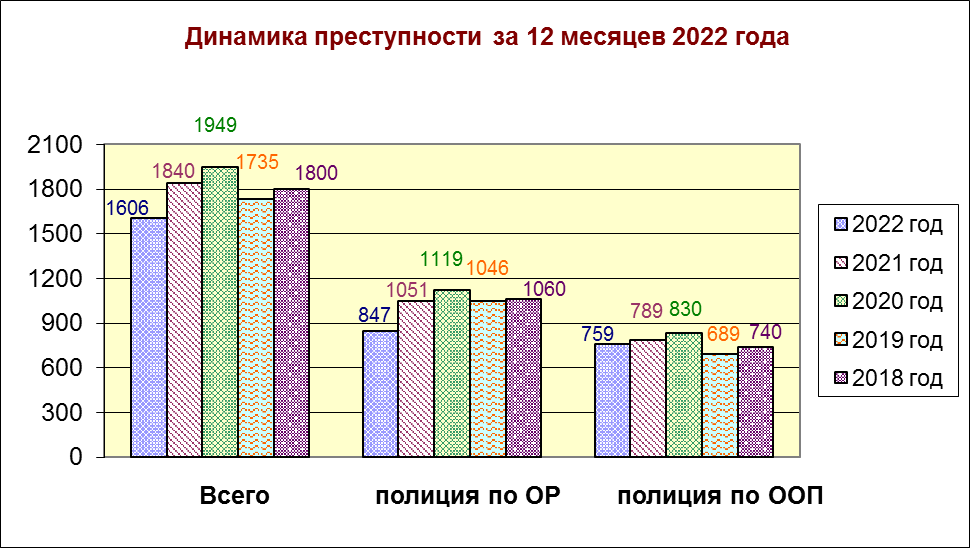 Динамика преступности за 12 месяцев 2022 года
2100
1800
1500
1200
900
600
300
0
1606
1840
1949
1735
1800
847
1051
1119
1046
1060
759
789
830
689
740
Всего
полиция по ОР
полиция по ООП
2022 год
2021 год
2020 год
2019 год
2018 год